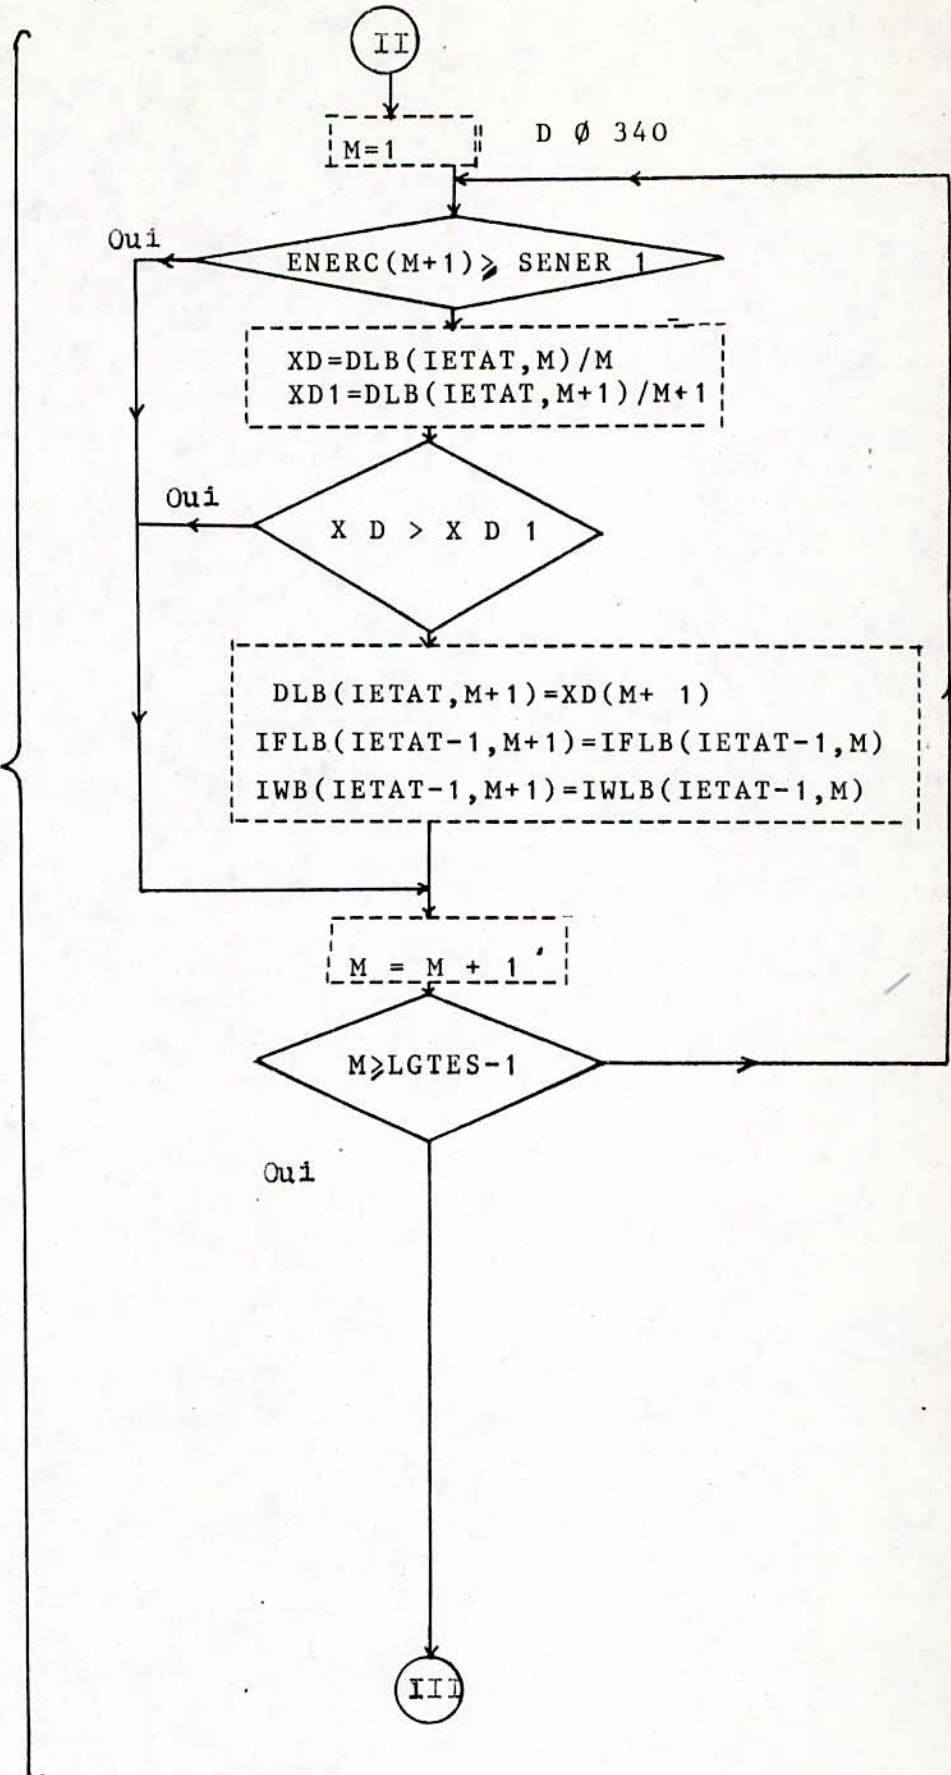 II
M=1
D Ø 340
Oui
ENERC(M+1)⩾ SENER 1
XD=DLB(IETAT,M)/M
XD1=DLB(IETAT,M+1)/M+1
Oui
X D > X D 1
DLB(IETAT,M+1)=XD(M+ 1)
IFLB(IETAT-1,M+1)=IFLB(IETAT-1,M)
IWB(IETAT-1,M+1)=IWLB(IETAT-1,M)
M = M + 1
M⩾LGTES-1
Oui
III